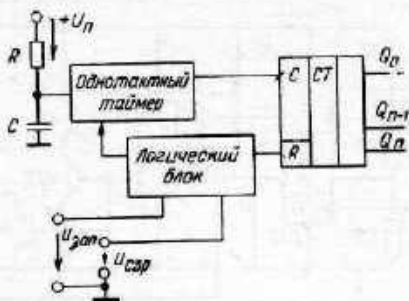 +Uп
R
C
Однотактный
таймер
Логический
блок
C
CT
R
Q0
Qn-1
Qn
Uзап
Uсбр